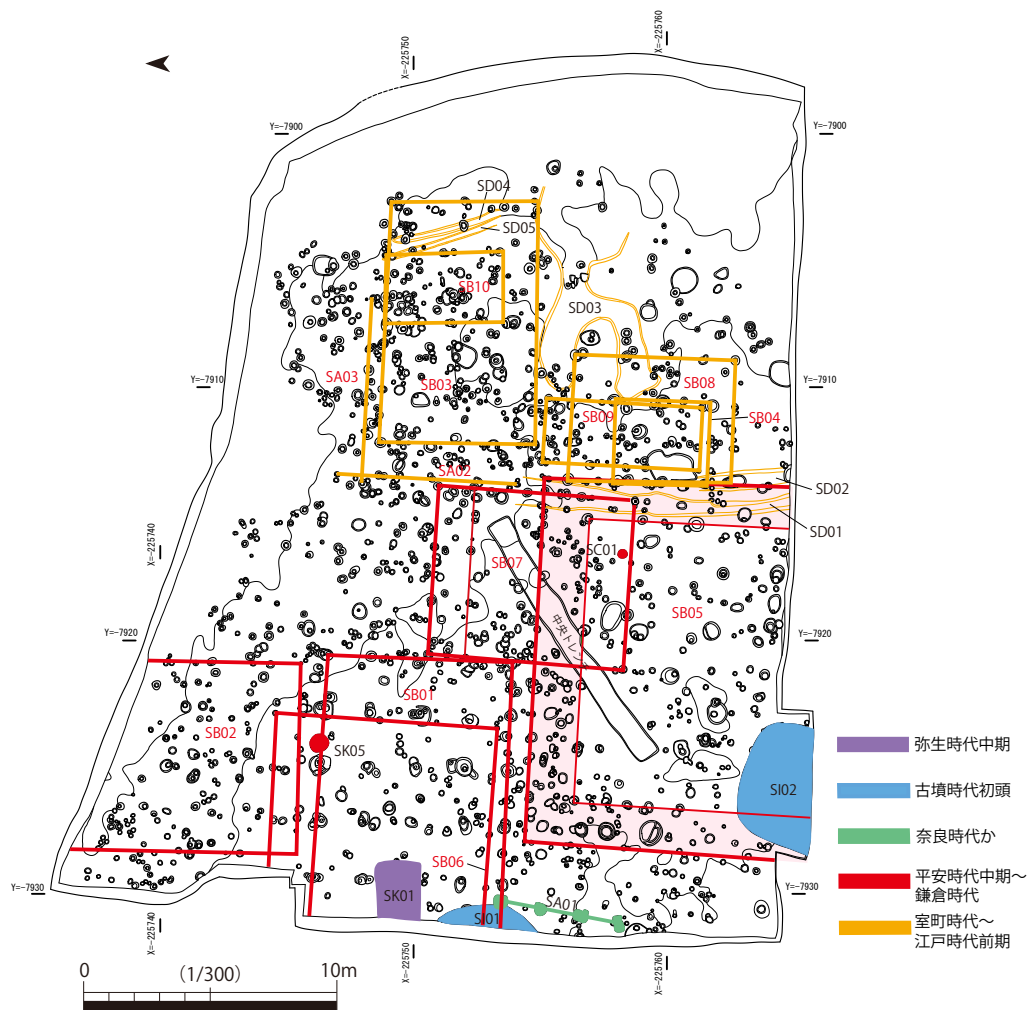 X=-225760
X=-225750
Y=-7900
Y=-7900
SD04
SD05
SB10
SD03
SA03
SB03
SB08
Y=-7910
Y=-7910
SB09
SB04
SA02
SD02
SD01
X=-225740
SC01
SB07
SB05
中央トレンチ
Y=-7920
Y=-7920
SB01
SB02
SK05
弥生時代中期
SI02
古墳時代初頭
奈良時代か
SB06
平安時代中期～
鎌倉時代
Y=-7930
Y=-7930
SK01
SA01
SI01
室町時代～
江戸時代前期
X=-225740
X=-225750
X=-225760
0 （1/300） 10m